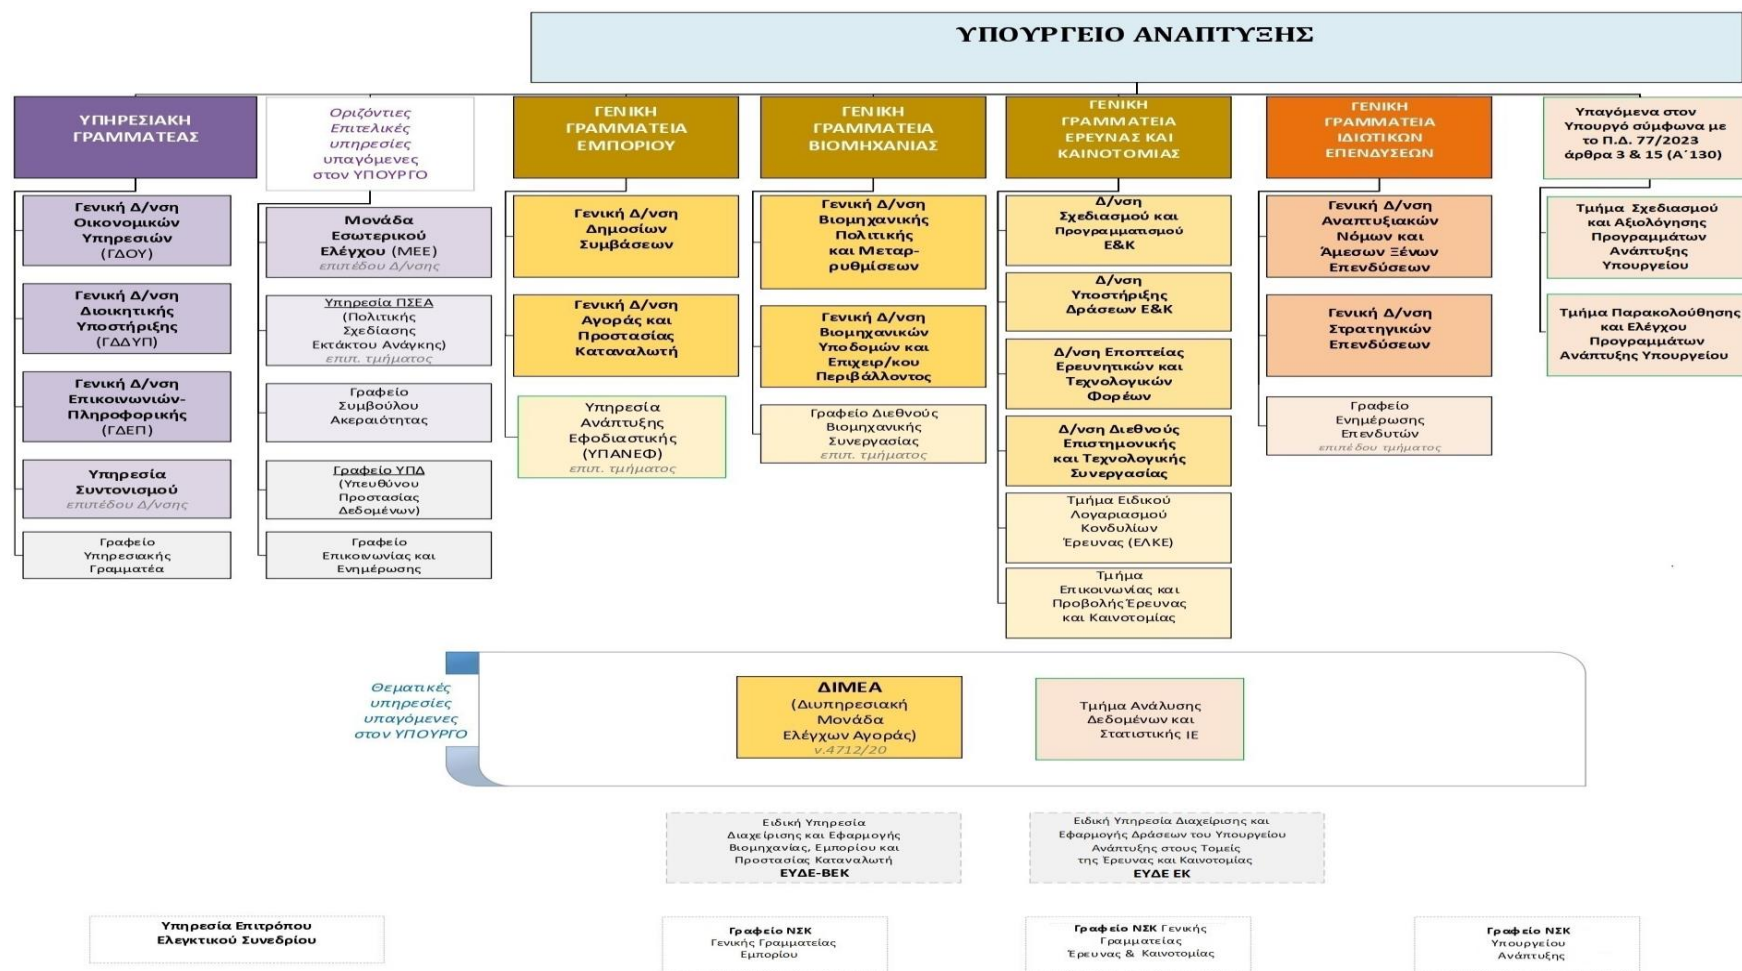 ΥΠΟΥΡΓΕΙΟ ΑΝΑΠΤΥΞΗΣ
ΥΠΗΡΕΣΙΑΚΗ
ΓΡΑΜΜΑΤΕΑΣ
Γενική Δ/νση
Οικονομικών
Υπηρεσιών
(ΓΔΟΥ)
Γενική Δ/νση
Διοικητικής
Υποστήριξης
(ΓΔΔΥΠ)
Γενική Δ/νση
Επικοινωνιών-
Πληροφορικής
(ΓΔΕΠ)
Υπηρεσία
Συντονισμού
επιπέδου Δ/νσης
Γραφείο
Υπηρεσιακής
Γραμματέα
Οριζόντιες
Επιτελικές
υπηρεσίες
υπαγόμενες
στον ΥΠΟΥΡΓΟ
Μονάδα
Εσωτερικού
Ελέγχου (ΜΕΕ)
επιπέδου Δ/νσης
Υπηρεσία ΠΣΕΑ
(Πολιτικής
Σχεδίασης
Εκτάκτου Ανάγκης)
επιπ. τμήματος
Γραφείο
Συμβούλου
Ακεραιότητας
Γραφείο ΥΠΔ
(Υπευθύνου
Προστασίας
Δεδομένων)
Γραφείο
Επικοινωνίας και
Ενημέρωσης
ΓΕΝΙΚΗ
ΓΡΑΜΜΑΤΕΙΑ
ΕΜΠΟΡΙΟΥ
Γενική Δ/νση
Δημοσίων
Συμβάσεων
Γενική Δ/νση
Αγοράς και
Προστασίας
Καταναλωτή
Υπηρεσία
Ανάπτυξης
Εφοδιαστικής
(ΥΠΑΝΕΦ)
επιπ. τμήματος
ΓΕΝΙΚΗ
ΓΡΑΜΜΑΤΕΙΑ
ΒΙΟΜΗΧΑΝΙΑΣ
Γενική Δ/νση
Βιομηχανικής
Πολιτικής
και Μεταρ-
ρυθμίσεων
Γενική Δ/νση
Βιομηχανικών
Υποδομών και
Επιχειρ/κου
Περιβάλλοντος
Γραφείο Διεθνούς
Βιομηχανικής
Συνεργασίας
επιπ. τμήματος
ΓΕΝΙΚΗ
ΓΡΑΜΜΑΤΕΙΑ
ΕΡΕΥΝΑΣ ΚΑΙ
ΚΑΙΝΟΤΟΜΙΑΣ
Δ/νση
Σχεδιασμού και
Προγραμματισμού
Ε&Κ
Δ/νση
Υποστήριξης
Δράσεων Ε&Κ
Δ/νση Εποπτείας
Ερευνητικών και
Τεχνολογικών
Φορέων
Δ/νση Διεθνούς
Επιστημονικής
και Τεχνολογικής
Συνεργασίας
Τμήμα Ειδικού
Λογαριασμού
Κονδυλίων
Έρευνας (ΕΛΚΕ)
Τμήμα
Επικοινωνίας και
Προβολής Έρευνας
και Καινοτομίας
ΓΕΝΙΚΗ
ΓΡΑΜΜΑΤΕΙΑ
ΙΔΙΩΤΙΚΩΝ
ΕΠΕΝΔΥΣΕΩΝ
Γενική Δ/νση
Αναπτυξιακών
Νόμων και
Άμεσων Ξένων
Επενδύσεων
Γενική Δ/νση
Στρατηγικών
Επενδύσεων
Γραφείο
Ενημέρωσης
Επενδυτών
επιπέδου τμήματος
Υπαγόμενα στον
Υπουργό σύμφωνα με
το Π.Δ. 77/2023
άρθρα 3 & 15 (Α΄130)
Τμήμα Σχεδιασμού
και Αξιολόγησης
Προγραμμάτων
Ανάπτυξης
Υπουργείου
Τμήμα Παρακολούθησης
και Ελέγχου
Προγραμμάτων
Ανάπτυξης Υπουργείου
Θεματικές
υπηρεσίες
υπαγόμενες
στον ΥΠΟΥΡΓΟ
ΔΙΜΕΑ
(Διυπηρεσιακή
Μονάδα
Ελέγχων Αγοράς)
ν.4712/20
Τμήμα Ανάλυσης
Δεδομένων και
Στατιστικής ΙΕ
Ειδική Υπηρεσία
Διαχείρισης και Εφαρμογής
Βιομηχανίας, Εμπορίου και
Προστασίας Καταναλωτή
ΕΥΔΕ-ΒΕΚ
Ειδική Υπηρεσία Διαχείρισης και
Εφαρμογής Δράσεων του Υπουργείου
Ανάπτυξης στους Τομείς
της Έρευνας και Καινοτομίας
ΕΥΔΕ ΕΚ
Υπηρεσία Επιτρόπου
Ελεγκτικού Συνεδρίου
Γραφείο ΝΣΚ
Γενικής Γραμματείας
Εμπορίου
Γραφείο ΝΣΚ Γενικής
Γραμματείας
Έρευνας & Καινοτομίας
Γραφείο ΝΣΚ
Υπουργείου
Ανάπτυξης